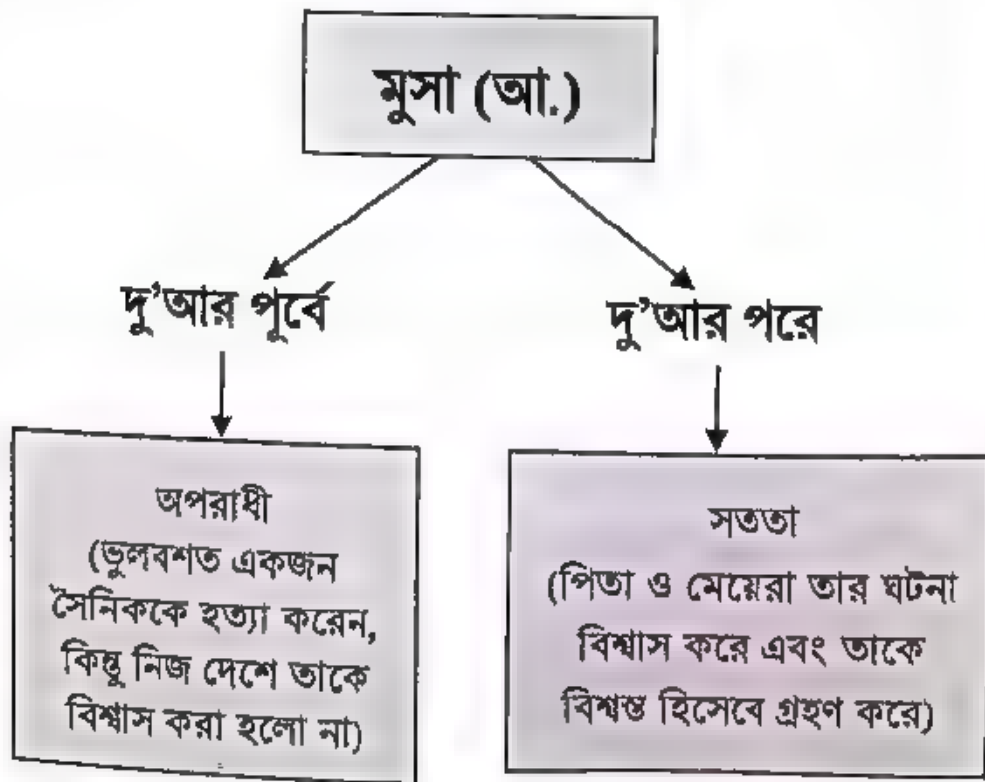 মুসা (আ.)
দু'আর পূর্বে
দু'আর পরে
অপরাধী
(ভুলবশত একজন
সৈনিককে হত্যা করেন,
কিন্তু নিজ দেশে তাকে
বিশ্বাস করা হলো না)
সততা
(পিতা ও মেয়েরা তার ঘটনা
বিশ্বাস করে এবং তাকে
বিশ্বস্ত হিসেবে গ্রহণ করে)